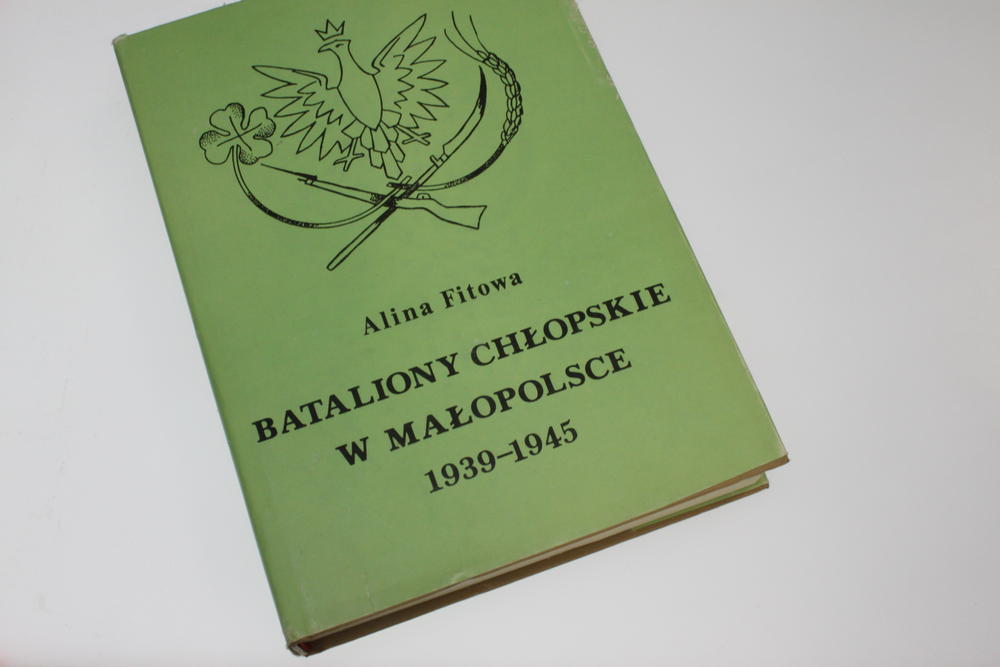 Alina Fitowa
BATALIONY CHŁOPSKIE
W MAŁOPOLSCE
1939–1945